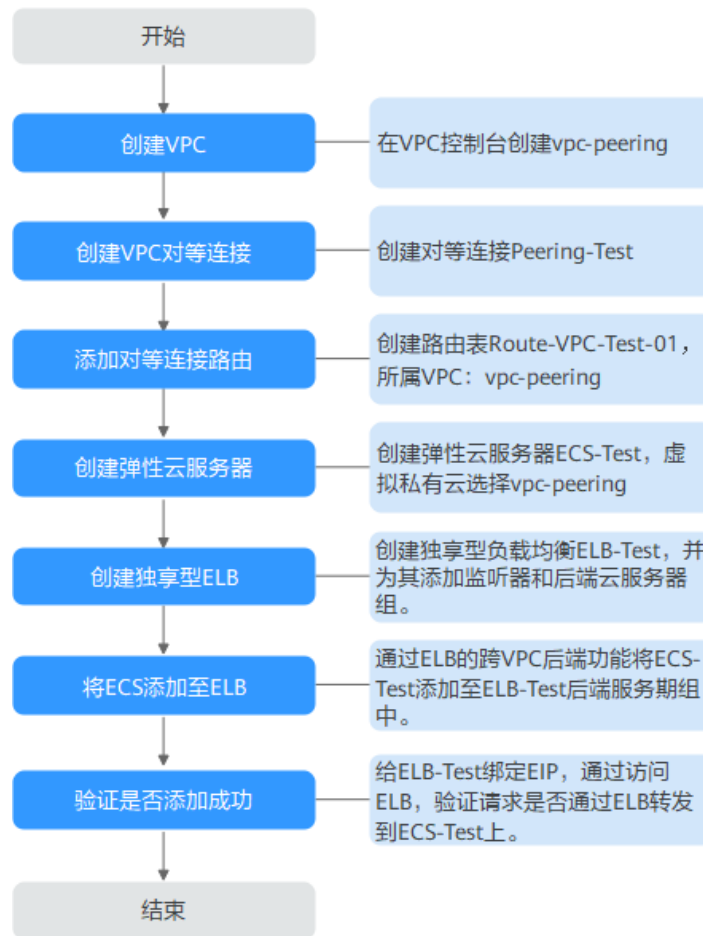 开始
创建VPC
在VPC控制台创建vpc-peering
创建VPC对等连接
创建对等连接Peering-Test
添加对等连接路由
创建路由表Route-VPC-Test-01，
所属VPC：vpc-peering
创建弹性云服务器
创建弹性云服务器ECS-Test，虚
拟私有云选择vpc-peering
创建独享型ELB
创建独享型负载均衡ELB-Test，并
为其添加监听器和后端云服务器
组。
将ECS添加至ELB
通过ELB的跨VPC后端功能将ECS-
Test添加至ELB-Test后端服务期组
中。
验证是否添加成功
给ELB-Test绑定EIP，通过访问
ELB，验证请求是否通过ELB转发
到ECS-Test上。
结束